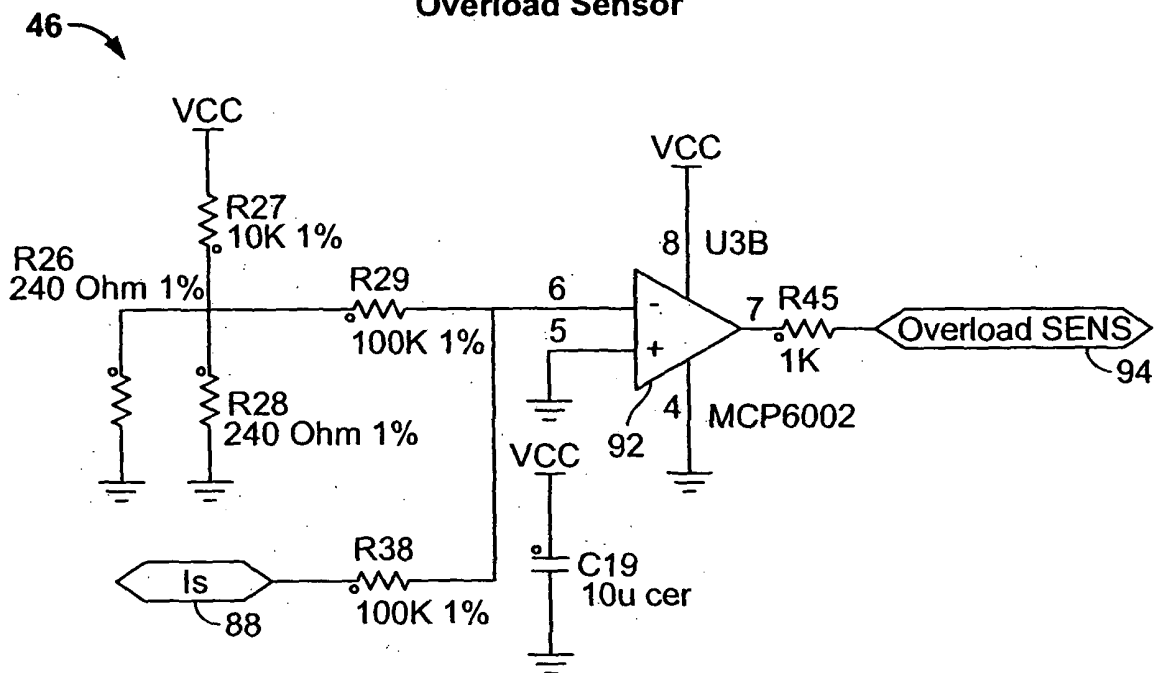 Overload Sensor
46
VCC
R27
10K 1%
R26
240 Ohm 1%
R28
240 Ohm 1%
R29
100K 1%
6
5
-
+
VCC
8
U3B
7
R45
1K
Overload SENS
94
4
MCP6002
92
VCC
C19
10u cer
Is
88
R38
100K 1%